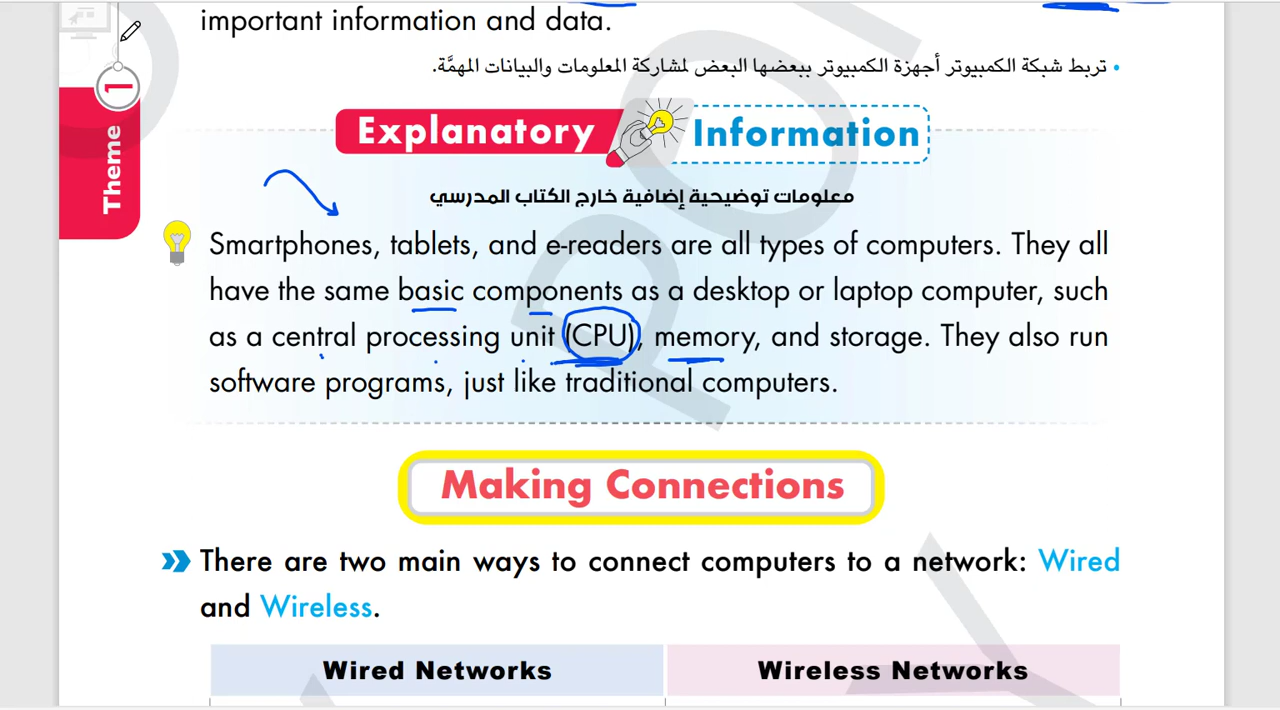 important information and data.
• تربط شبكة الكمبيوتر أجهزة الكمبيوتر ببعضها البعض لمشاركة المعلومات والبيانات المهمَّة.
Theme 1
Explanatory Information
معلومات توضيحية إضافية خارج الكتاب المدرسي
Smartphones, tablets, and e-readers are all types of computers. They all
have the same basic components as a desktop or laptop computer, such
as a central processing unit (CPU), memory, and storage. They also run
software programs, just like traditional computers.
Making Connections
There are two main ways to connect computers to a network: Wired
and Wireless.
Wired Networks
Wireless Networks